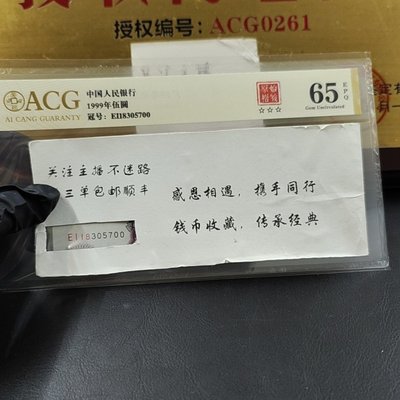 授权编号：ACG0261
ACG
AI CANG GUARANTY
中国人民银行
1999年伍圆
冠号：EI18305700
65
EPQ
Gem Uncirculated
关注主播不迷路
三单包邮顺丰
感恩相遇，携手同行
钱币收藏，传承经典
EI18305700